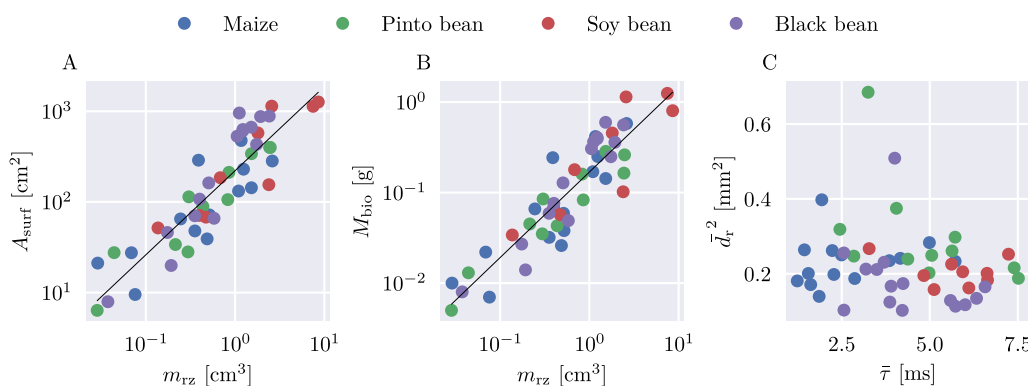 Maize Pinto bean Soy bean Black bean
A B C
10³ 10² 10¹
A_surf [cm²]
10⁻¹ 10⁰ 10¹
m_rz [cm³]
10⁰ 10⁻¹ 10⁻²
M_bio [g]
10⁻¹ 10⁰ 10¹
m_rz [cm³]
0.6 0.4 0.2
d̄_r² [mm²]
2.5 5.0 7.5
τ̄ [ms]